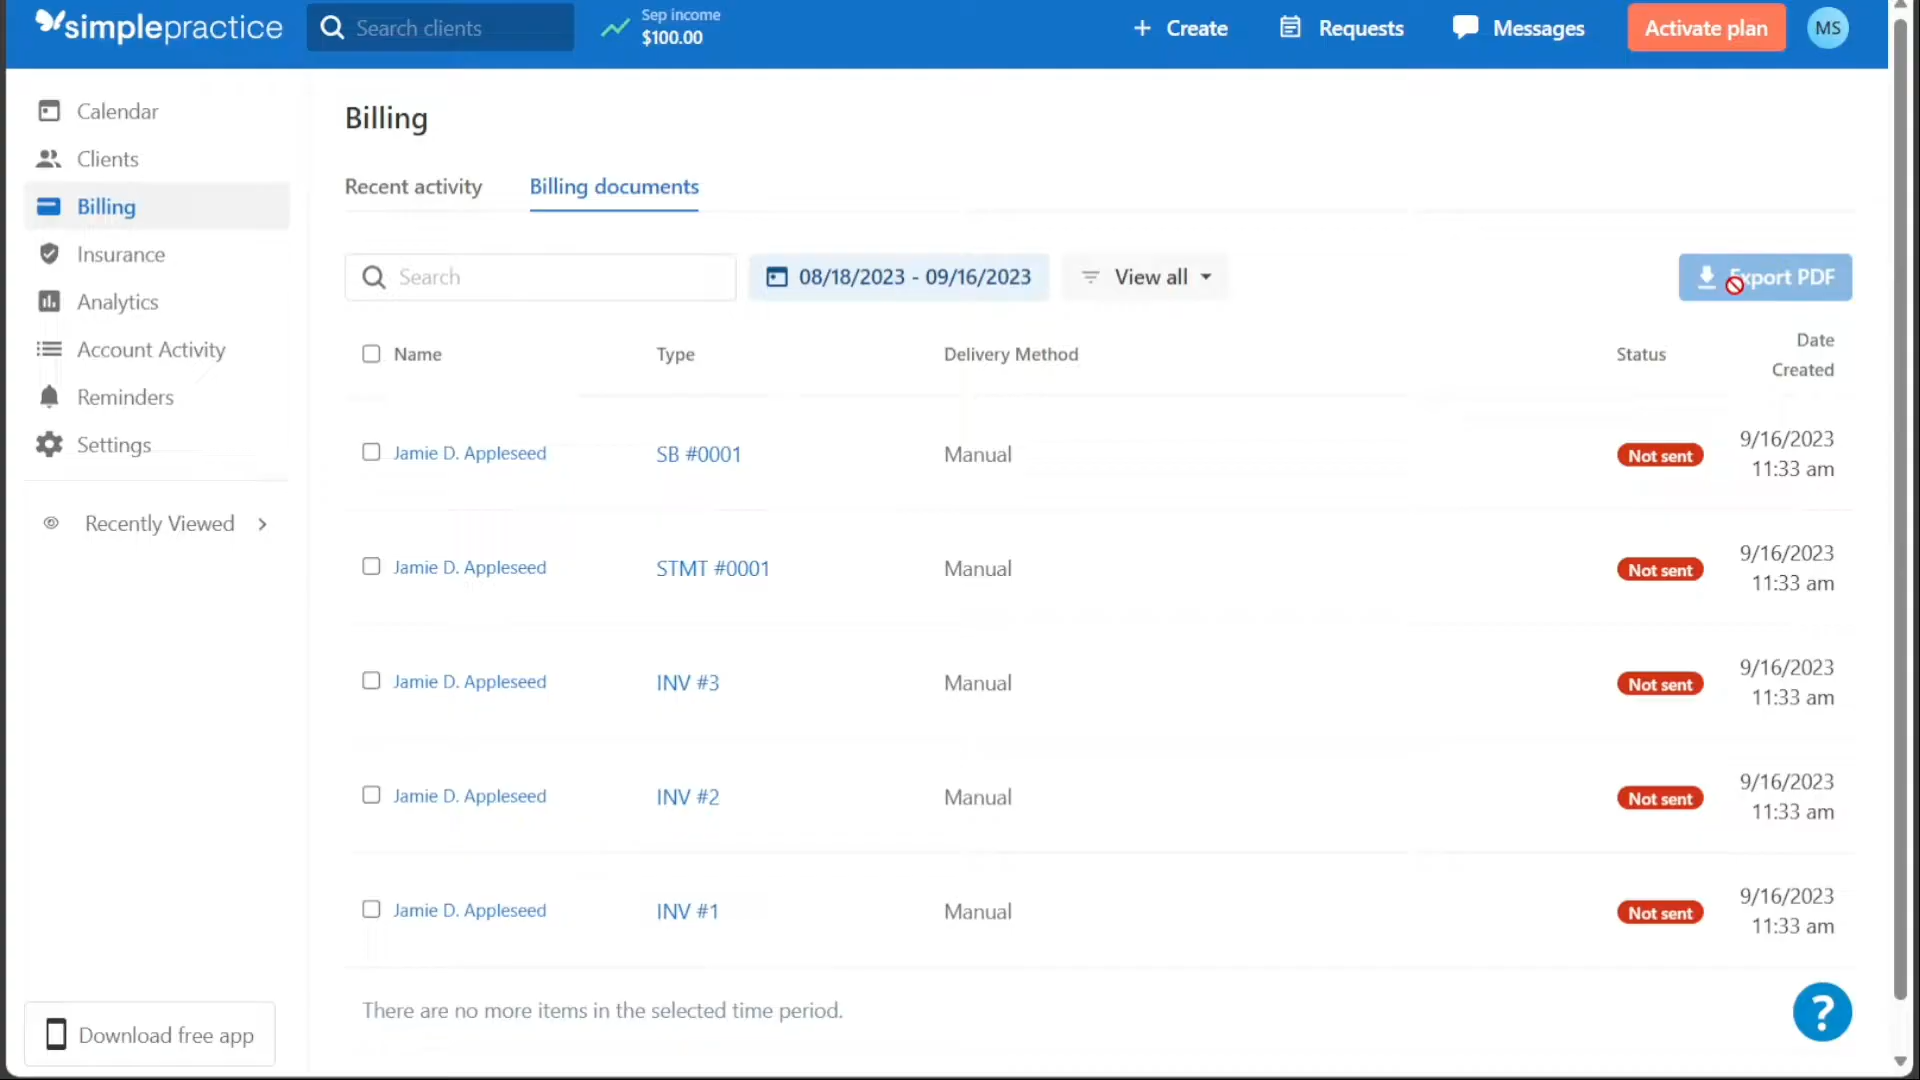 simplepractice
Search clients
Sep income
$100.00
+ Create
Requests
Messages
Activate plan
MS
Calendar
Clients
Billing
Insurance
Analytics
Account Activity
Reminders
Settings
Recently Viewed
Download free app
Billing
Recent activity
Billing documents
Search
08/18/2023 - 09/16/2023
View all
Export PDF
Name
Type
Delivery Method
Status
Date
Created
Jamie D. Appleseed
SB #0001
Manual
Not sent
9/16/2023
11:33 am
Jamie D. Appleseed
STMT #0001
Manual
Not sent
9/16/2023
11:33 am
Jamie D. Appleseed
INV #3
Manual
Not sent
9/16/2023
11:33 am
Jamie D. Appleseed
INV #2
Manual
Not sent
9/16/2023
11:33 am
Jamie D. Appleseed
INV #1
Manual
Not sent
9/16/2023
11:33 am
There are no more items in the selected time period.
?